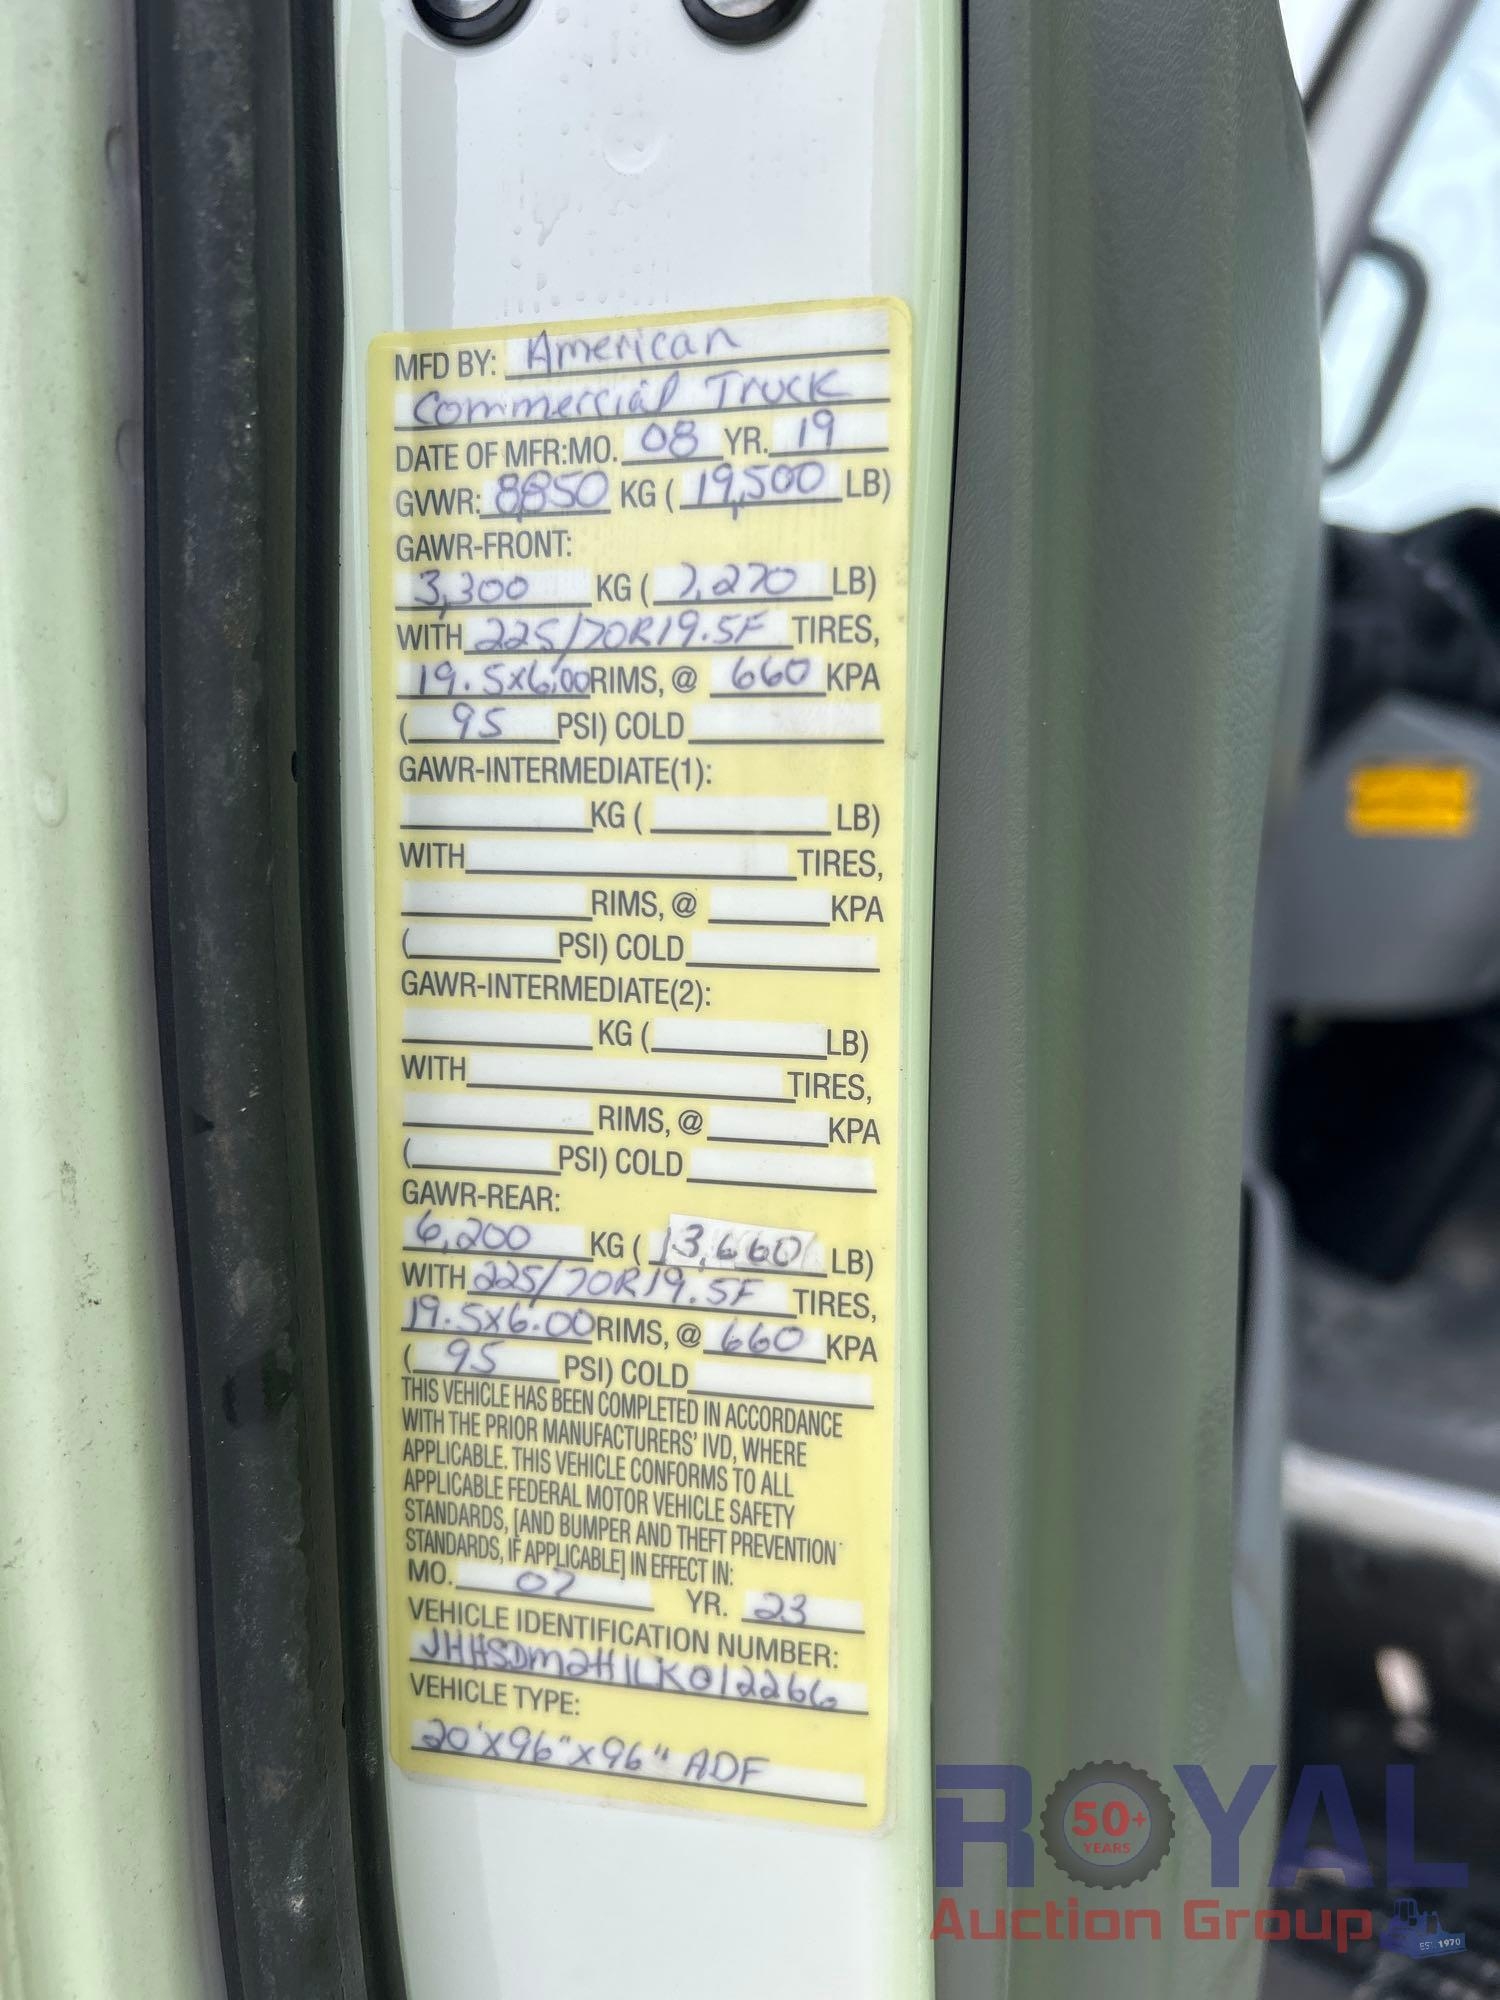 MFD BY: American
Commercial Truck
DATE OF MFR:MO. 08 YR. 19
GVWR: 8,850 KG ( 19,500 LB)
GAWR-FRONT:
3,300 KG ( 7,270 LB)
WITH 225/70R19.5F TIRES,
19.5x6.00 RIMS, @ 660 KPA
( 95 PSI) COLD
GAWR-INTERMEDIATE(1):
KG ( LB)
WITH TIRES,
RIMS, @ KPA
( PSI) COLD
GAWR-INTERMEDIATE(2):
KG ( LB)
WITH TIRES,
RIMS, @ KPA
( PSI) COLD
GAWR-REAR:
6,200 KG ( 13,660 LB)
WITH 225/70R19.5F TIRES,
19.5x6.00 RIMS, @ 660 KPA
( 95 PSI) COLD
THIS VEHICLE HAS BEEN COMPLETED IN ACCORDANCE
WITH THE PRIOR MANUFACTURERS' IVD, WHERE
APPLICABLE. THIS VEHICLE CONFORMS TO ALL
APPLICABLE FEDERAL MOTOR VEHICLE SAFETY
STANDARDS, [AND BUMPER AND THEFT PREVENTION
STANDARDS, IF APPLICABLE] IN EFFECT IN:
MO. 07 YR. 23
VEHICLE IDENTIFICATION NUMBER:
JHHSDM2H1LK012266
VEHICLE TYPE:
20'x96"x96" ADF
ROYAL
50+
YEARS
Auction Group
EST. 1970